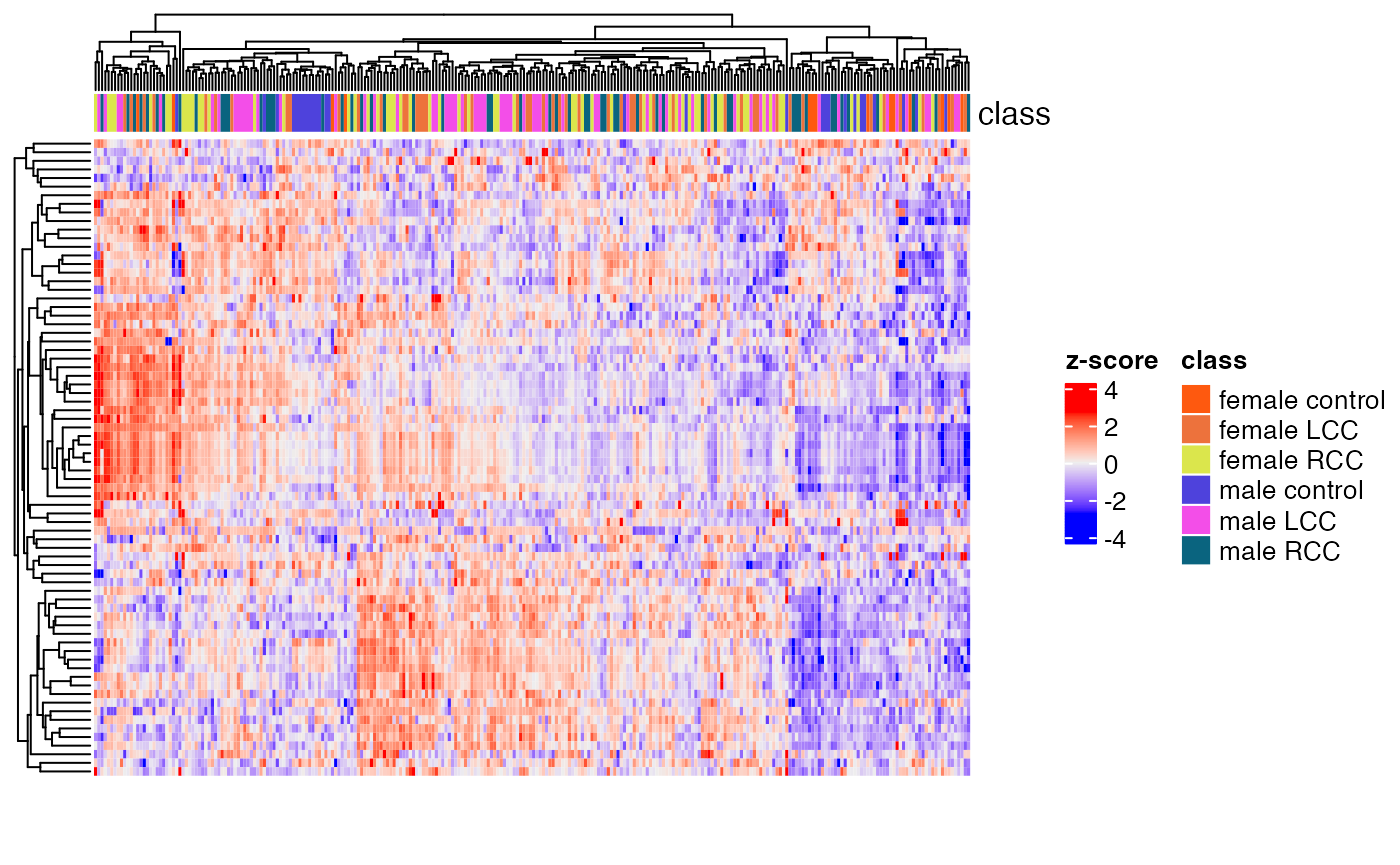 class
z-score
4
2
0
-2
-4
class
female control
female LCC
female RCC
male control
male LCC
male RCC